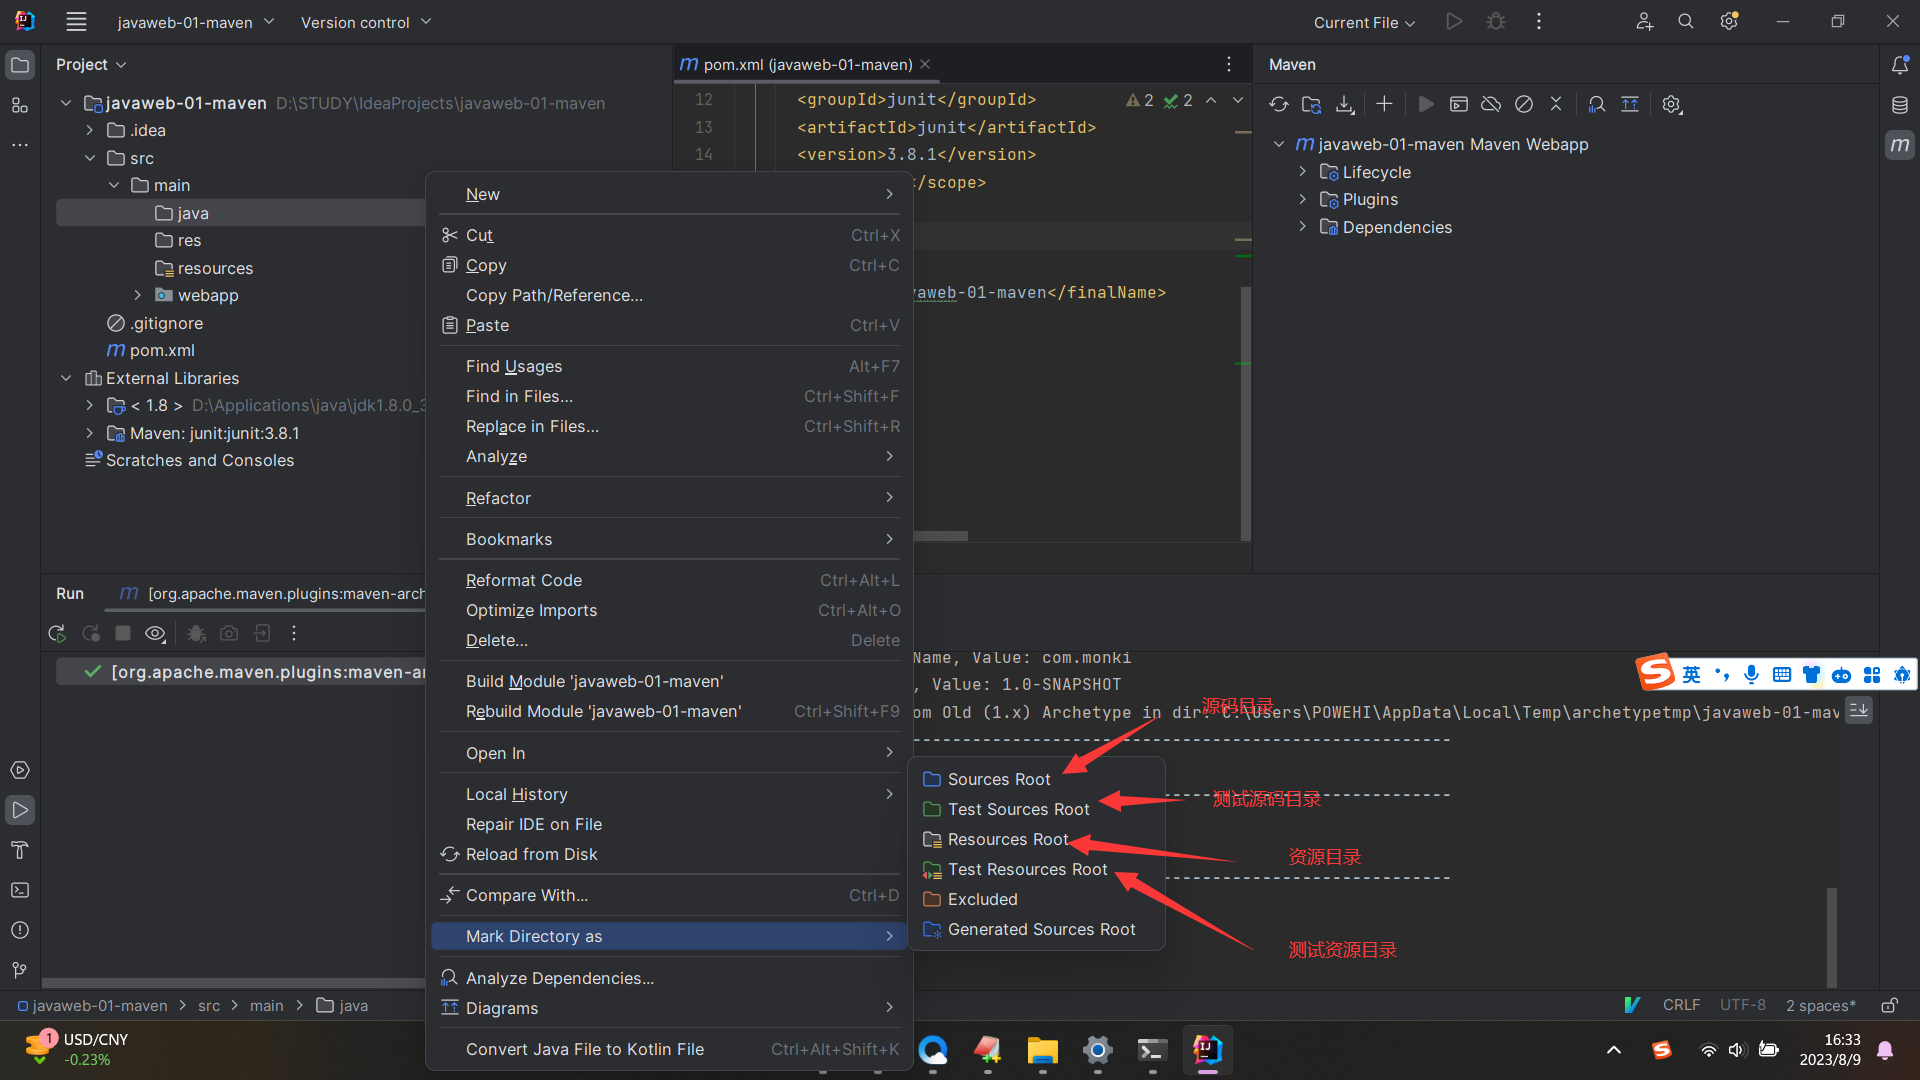 javaweb-01-maven
Version control
Current File
Project
javaweb-01-maven D:\STUDY\IdeaProjects\javaweb-01-maven
.idea
src
main
java
res
resources
webapp
.gitignore
pom.xml
External Libraries
< 1.8 > D:\Applications\java\jdk1.8.0_3
Maven: junit:junit:3.8.1
Scratches and Consoles
pom.xml (javaweb-01-maven)
12 <groupId>junit</groupId>
2 2
13 <artifactId>junit</artifactId>
14 <version>3.8.1</version>
</scope>
vaweb-01-maven</finalName>
Maven
javaweb-01-maven Maven Webapp
Lifecycle
Plugins
Dependencies
New
Cut Ctrl+X
Copy Ctrl+C
Copy Path/Reference...
Paste Ctrl+V
Find Usages Alt+F7
Find in Files... Ctrl+Shift+F
Replace in Files... Ctrl+Shift+R
Analyze
Refactor
Bookmarks
Reformat Code Ctrl+Alt+L
Optimize Imports Ctrl+Alt+O
Delete... Delete
Build Module 'javaweb-01-maven'
Rebuild Module 'javaweb-01-maven' Ctrl+Shift+F9
Open In
Local History
Repair IDE on File
Reload from Disk
Compare With... Ctrl+D
Mark Directory as
Analyze Dependencies...
Diagrams
Convert Java File to Kotlin File Ctrl+Alt+Shift+K
Sources Root
Test Sources Root
Resources Root
Test Resources Root
Excluded
Generated Sources Root
源码目录
测试源码目录
资源目录
测试资源目录
Run
[org.apache.maven.plugins:maven-arch
[org.apache.maven.plugins:maven-ar
Name, Value: com.monki
, Value: 1.0-SNAPSHOT
om Old (1.x) Archetype in dir: C:\Users\POWEHI\AppData\Local\Temp\archetypetmp\javaweb-01-mav
------------------------------------------------------
英
javaweb-01-maven > src > main > java
CRLF
UTF-8
2 spaces*
1
USD/CNY
-0.23%
16:33
2023/8/9